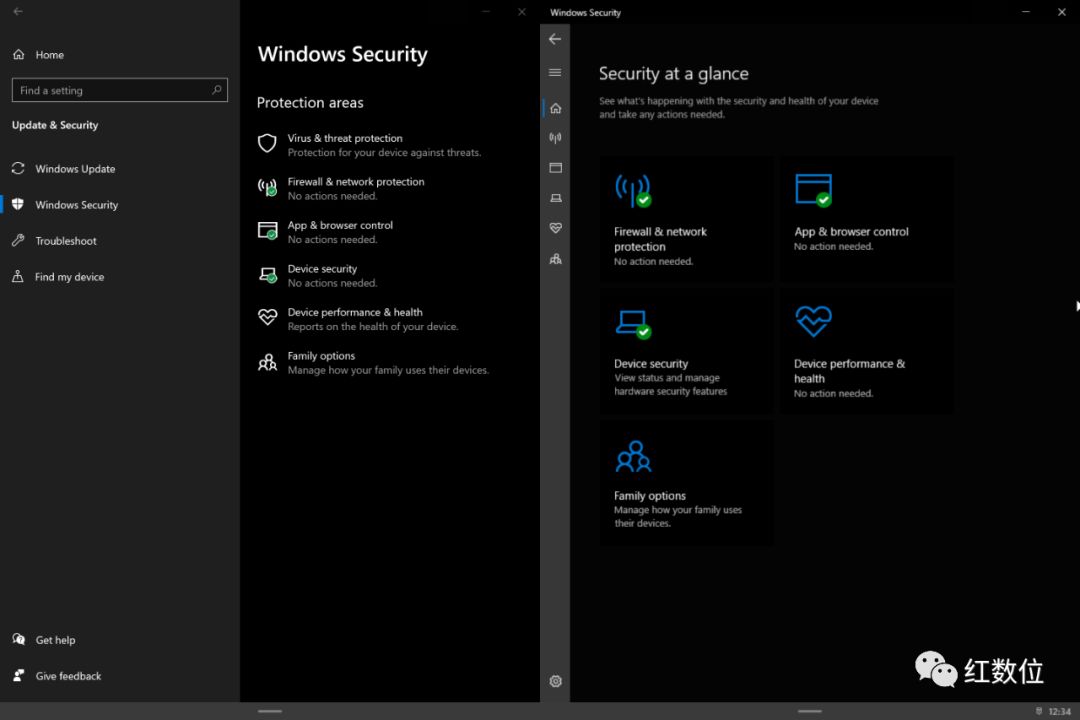 Home
Find a setting
Update & Security
Windows Update
Windows Security
Troubleshoot
Find my device
Get help
Give feedback
Windows Security
Protection areas
Virus & threat protection
Protection for your device against threats.
Firewall & network protection
No actions needed.
App & browser control
No actions needed.
Device security
No actions needed.
Device performance & health
Reports on the health of your device.
Family options
Manage how your family uses their devices.
Windows Security
Security at a glance
See what's happening with the security and health of your device
and take any actions needed.
Firewall & network
protection
No action needed.
App & browser control
No action needed.
Device security
View status and manage
hardware security features
Device performance &
health
No action needed.
Family options
Manage how your family uses
their devices.
红数位
12:34